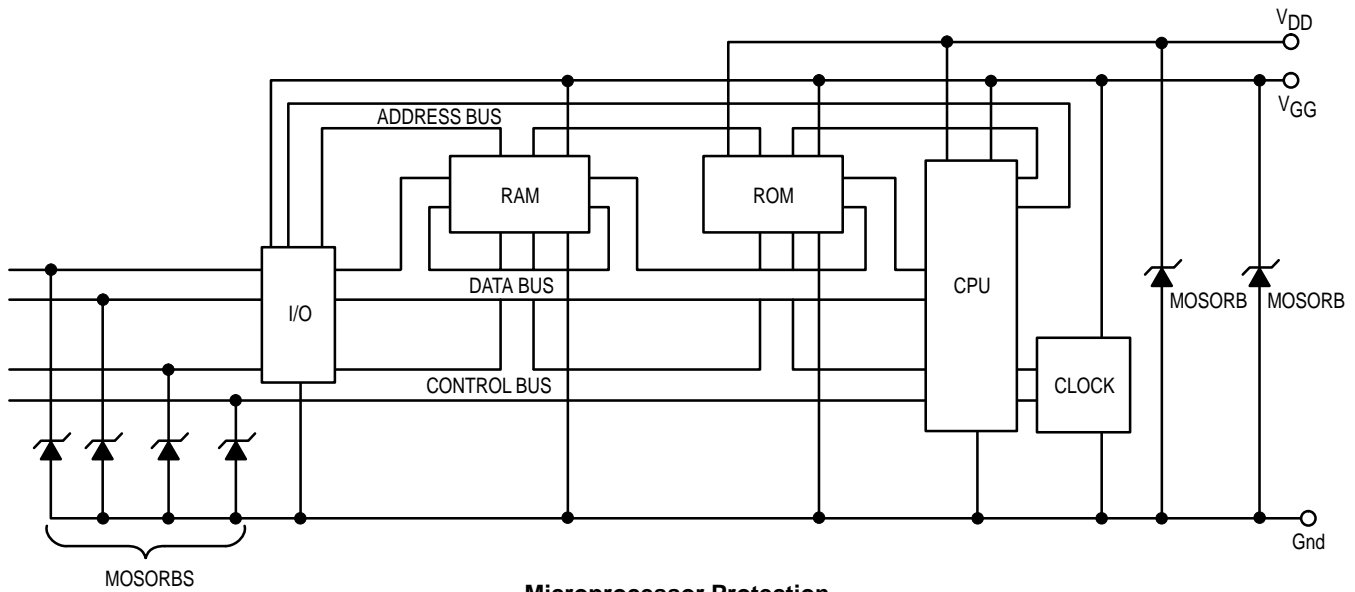 VDD
VGG
ADDRESS BUS
RAM
ROM
I/O
DATA BUS
CPU
MOSORB
MOSORB
CONTROL BUS
CLOCK
Gnd
MOSORBS
Microprocessor Protection